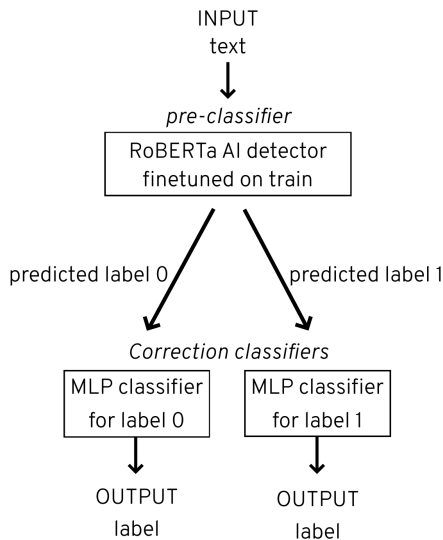 INPUT
text
pre-classifier
RoBERTa AI detector
finetuned on train
predicted label 0
predicted label 1
Correction classifiers
MLP classifier
for label 0
MLP classifier
for label 1
OUTPUT
label
OUTPUT
label